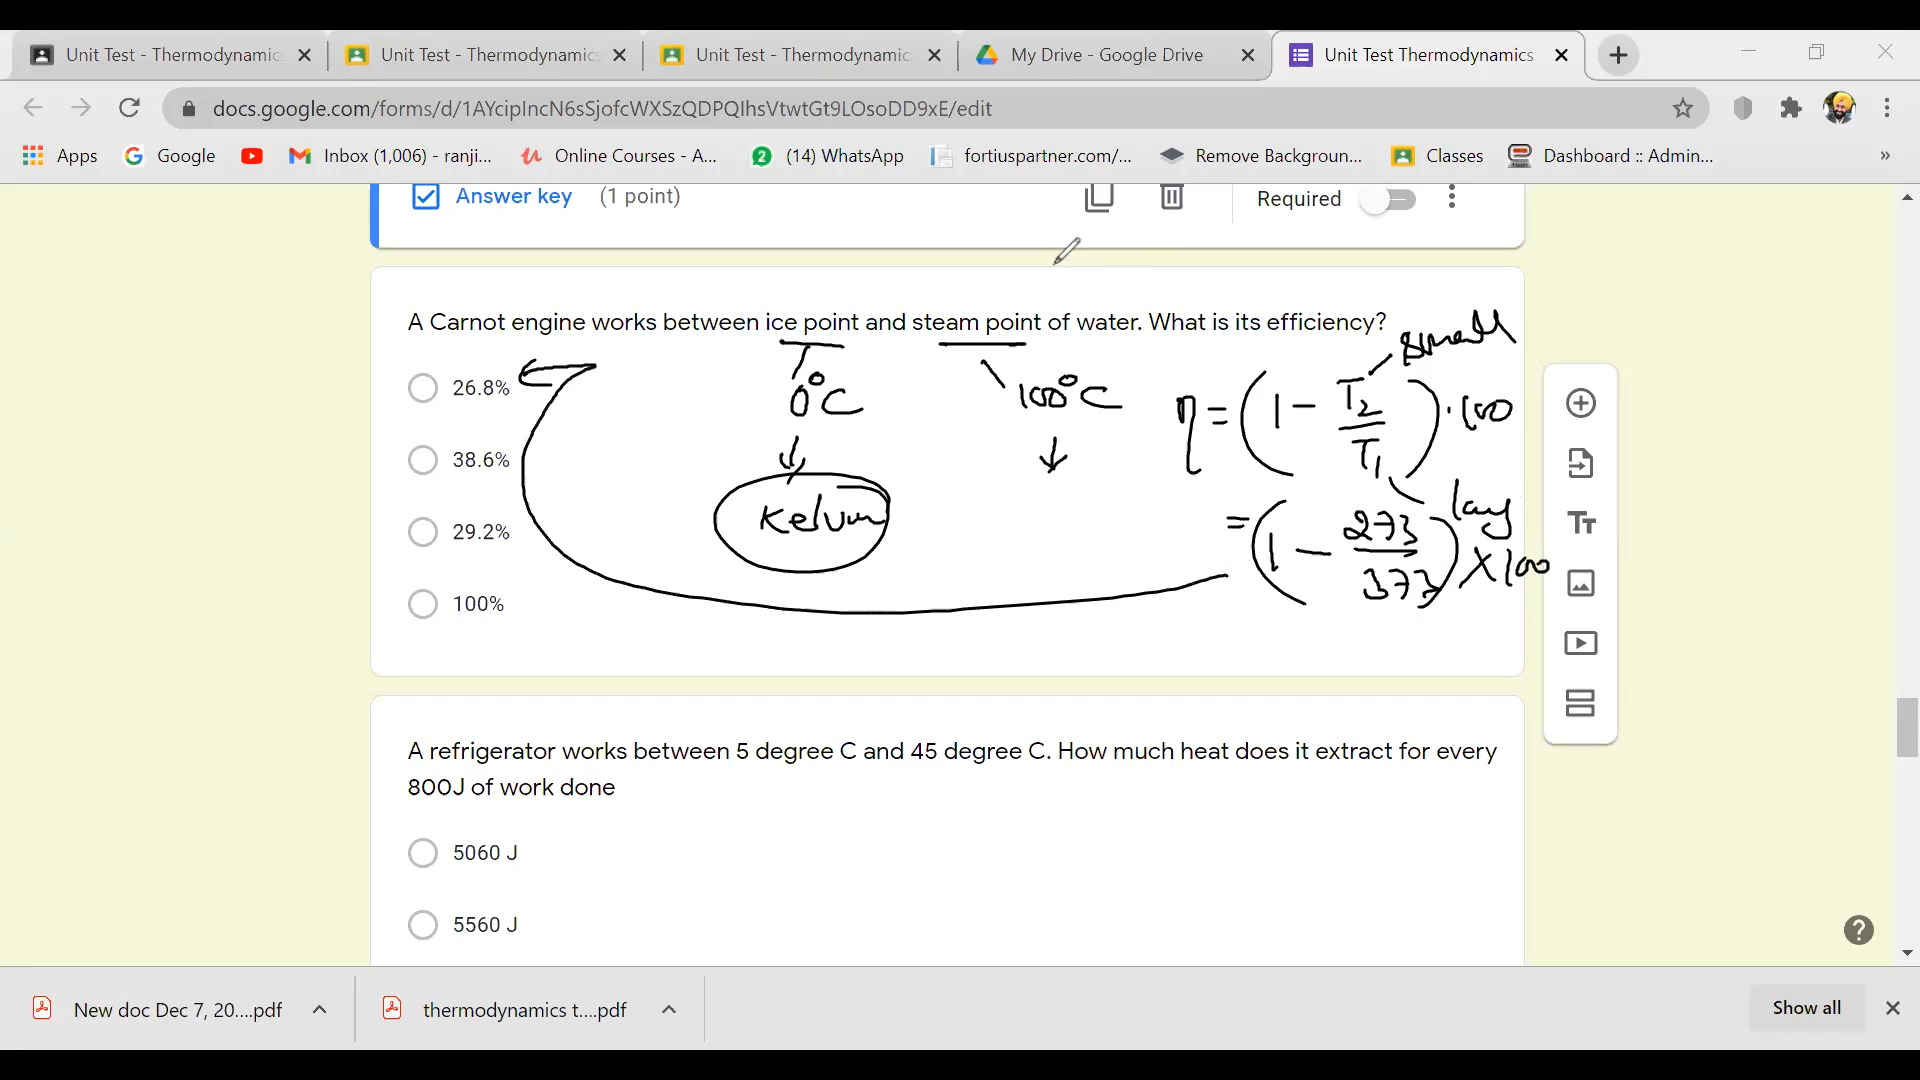 Unit Test - Thermodynamic
Unit Test - Thermodynamics
Unit Test - Thermodynamic
My Drive - Google Drive
Unit Test Thermodynamics
docs.google.com/forms/d/1AYcipIncN6sSjofcWXSzQDPQIhsVtwtGt9LOsoDD9xE/edit
Apps
Google
Inbox (1,006) - ranji...
Online Courses - A...
(14) WhatsApp
fortiuspartner.com/...
Remove Backgroun...
Classes
Dashboard :: Admin...
»
Answer key (1 point)
Required
A Carnot engine works between ice point and steam point of water. What is its efficiency?
small
26.8%
0°C
100°C
η = (1 - T2/T1) · 100
38.6%
Kelvin
29.2%
= (1 - 273/373) × 100
100%
A refrigerator works between 5 degree C and 45 degree C. How much heat does it extract for every
800J of work done
5060 J
5560 J
New doc Dec 7, 20....pdf
thermodynamics t....pdf
Show all